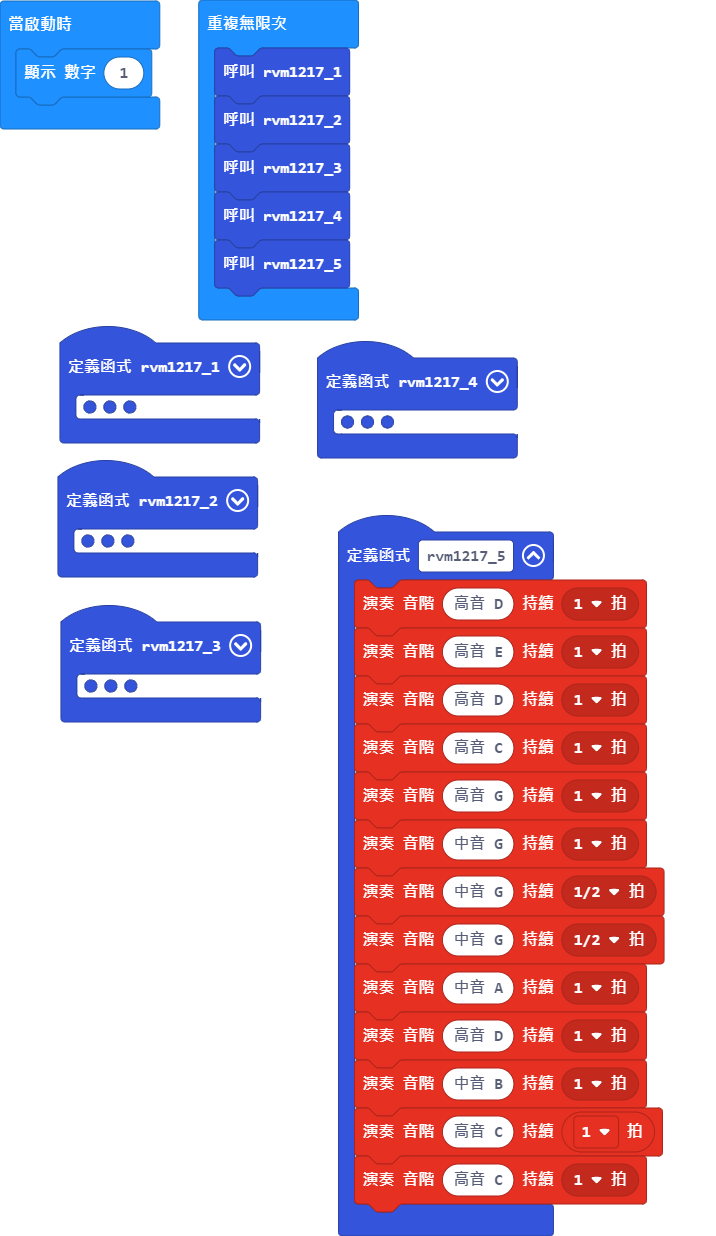 當啟動時
顯示 數字 1
重複無限次
呼叫 rvm1217_1
呼叫 rvm1217_2
呼叫 rvm1217_3
呼叫 rvm1217_4
呼叫 rvm1217_5
定義函式 rvm1217_1
定義函式 rvm1217_4
定義函式 rvm1217_2
定義函式 rvm1217_3
定義函式 rvm1217_5
演奏 音階 高音 D 持續 1 拍
演奏 音階 高音 E 持續 1 拍
演奏 音階 高音 D 持續 1 拍
演奏 音階 高音 C 持續 1 拍
演奏 音階 高音 G 持續 1 拍
演奏 音階 中音 G 持續 1 拍
演奏 音階 中音 G 持續 1/2 拍
演奏 音階 中音 G 持續 1/2 拍
演奏 音階 中音 A 持續 1 拍
演奏 音階 高音 D 持續 1 拍
演奏 音階 中音 B 持續 1 拍
演奏 音階 高音 C 持續 1 拍
演奏 音階 高音 C 持續 1 拍